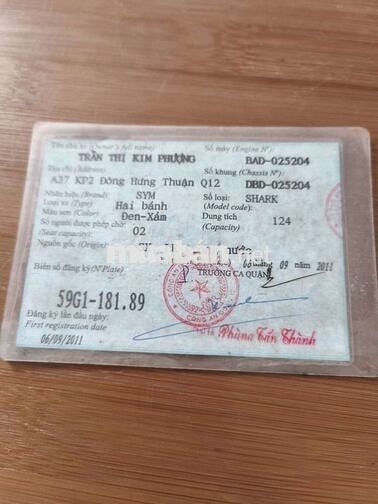 Tên chủ xe (Owner's full name) Số máy (Engine N°)
TRẦN THỊ KIM PHƯỢNG BAD-025204
Địa chỉ (Address) Số khung (Chassis N°)
A37 KP2 Đông Hưng Thuận Q12 DBD-025204
Nhãn hiệu (Brand) SYM Số loại: SHARK
Loại xe (Type) Hai bánh (Model code):
Màu sơn (Color) Đen-Xám Dung tích 124
Số người được phép chở: 02 (Capacity)
(Seat capacity)
Nguồn gốc (Origin)
muaban
Biển số đăng ký (N°Plate) 09 2011
TRƯỞNG CA QUẬN
59G1-181.89
CÔNG AN
Đăng ký lần đầu ngày:
First registration date
06/09/2011 Phùng Tấn Thành